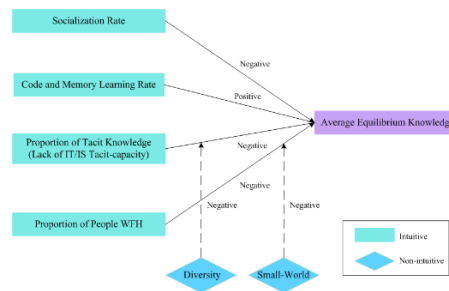 Socialization Rate
Negative
Code and Memory Learning Rate
Positive
Average Equilibrium Knowledge
Proportion of Tacit Knowledge
(Lack of IT/IS Tacit-capacity)
Negative
Negative
Negative
Negative
Proportion of People WFH
Intuitive
Diversity
Small-World
Non-intuitive